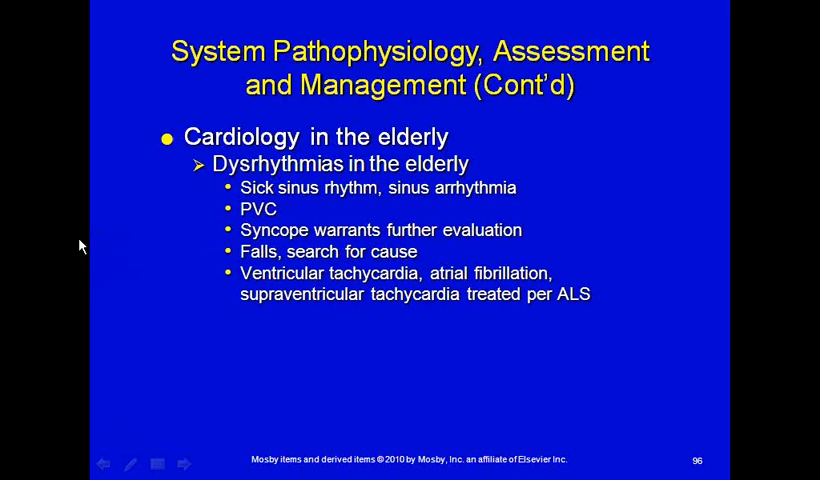 System Pathophysiology, Assessment
and Management (Cont'd)
Cardiology in the elderly
Dysrhythmias in the elderly
Sick sinus rhythm, sinus arrhythmia
PVC
Syncope warrants further evaluation
Falls, search for cause
Ventricular tachycardia, atrial fibrillation,
supraventricular tachycardia treated per ALS
Mosby items and derived items © 2010 by Mosby, Inc. an affiliate of Elsevier Inc.
96